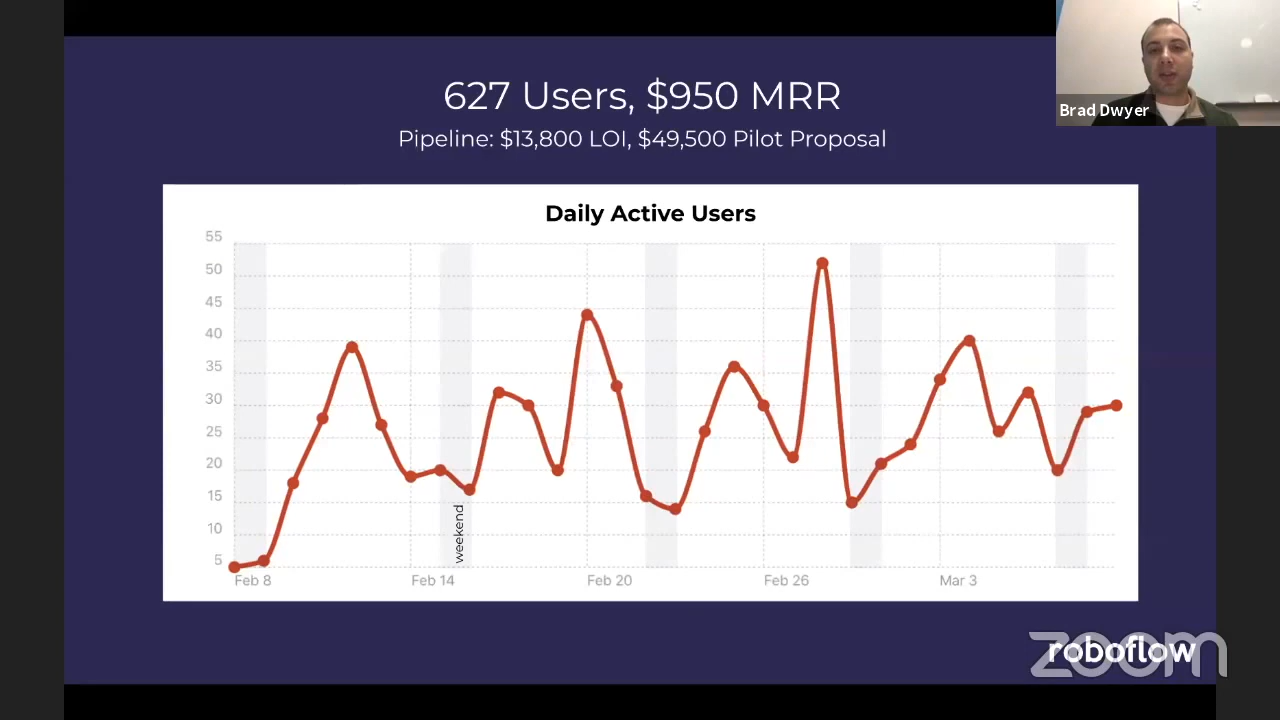 627 Users, $950 MRR
Pipeline: $13,800 LOI, $49,500 Pilot Proposal
Brad Dwyer
Daily Active Users
55
50
45
40
35
30
25
20
15
10
5
weekend
Feb 8
Feb 14
Feb 20
Feb 26
Mar 3
roboflow
zoom